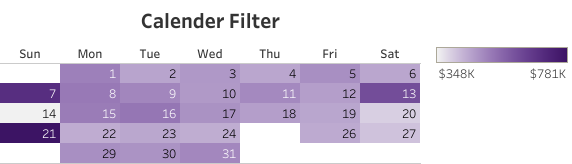 Calender Filter
Sun Mon Tue Wed Thu Fri Sat
1 2 3 4 5 6
7 8 9 10 11 12 13
14 15 16 17 18 19 20
21 22 23 24 26 27
29 30 31
$348K $781K